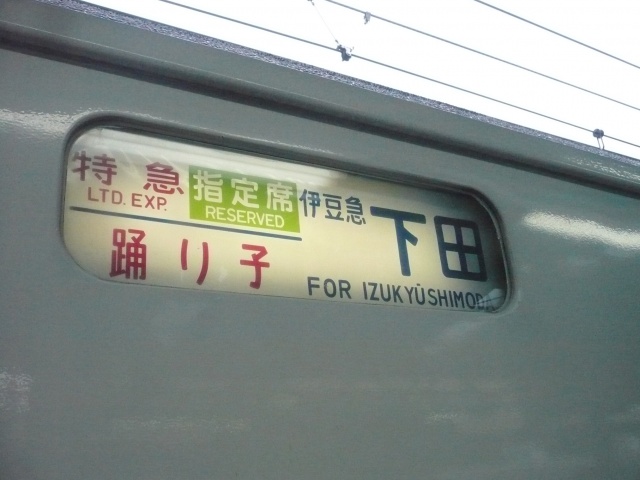 特急 指定席 伊豆急 下田
LTD. EXP. RESERVED
踊り子 FOR IZUKYŪSHIMODA